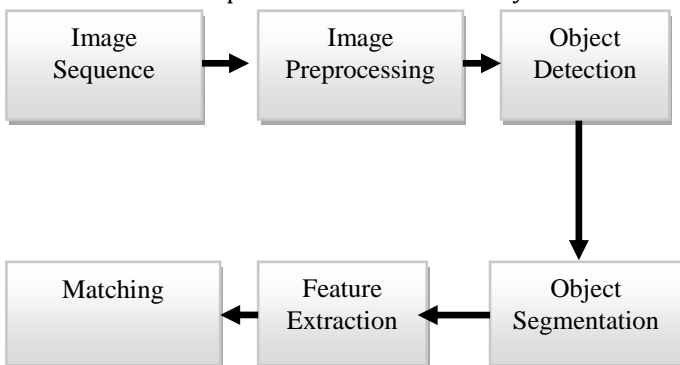 Image
Sequence
Image
Preprocessing
Object
Detection
Matching
Feature
Extraction
Object
Segmentation